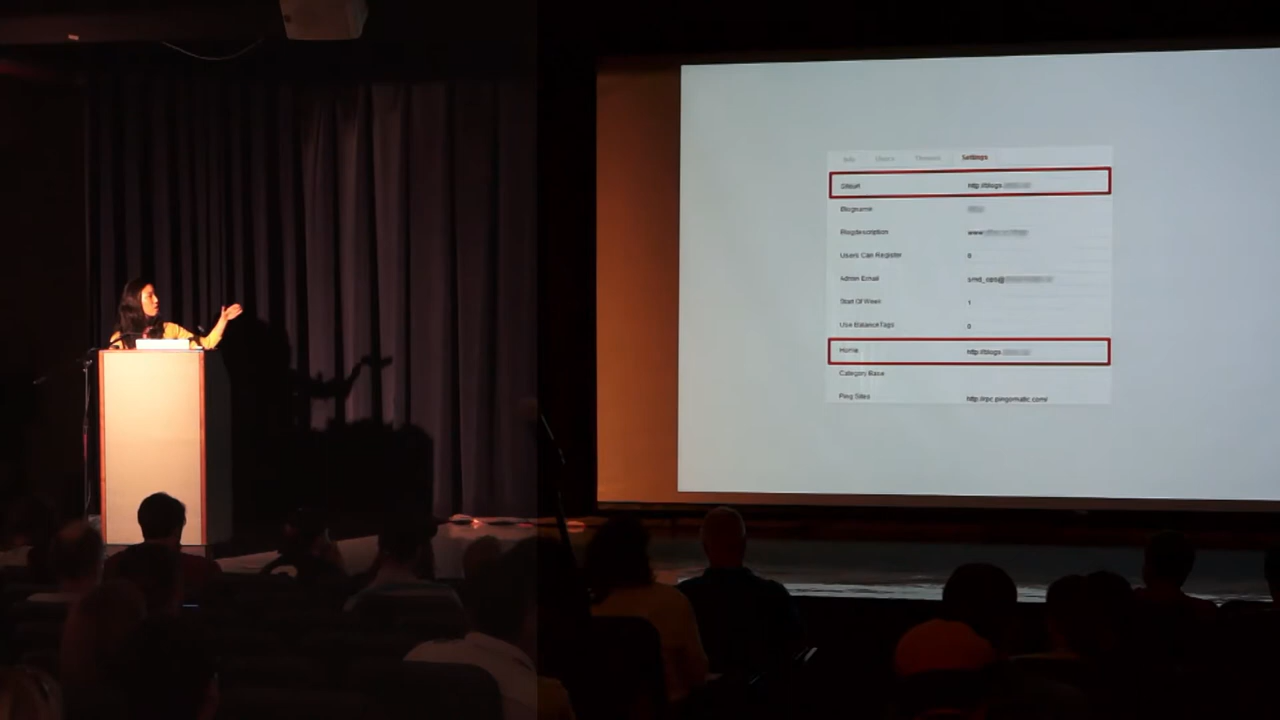 Info Users Themes Settings
Siteurl http://blogs.
Blogname
Blogdescription www.
Users Can Register 0
Admin Email smd_ops@
Start Of Week 1
Use BalanceTags 0
Home http://blogs.
Category Base
Ping Sites http://rpc.pingomatic.com/